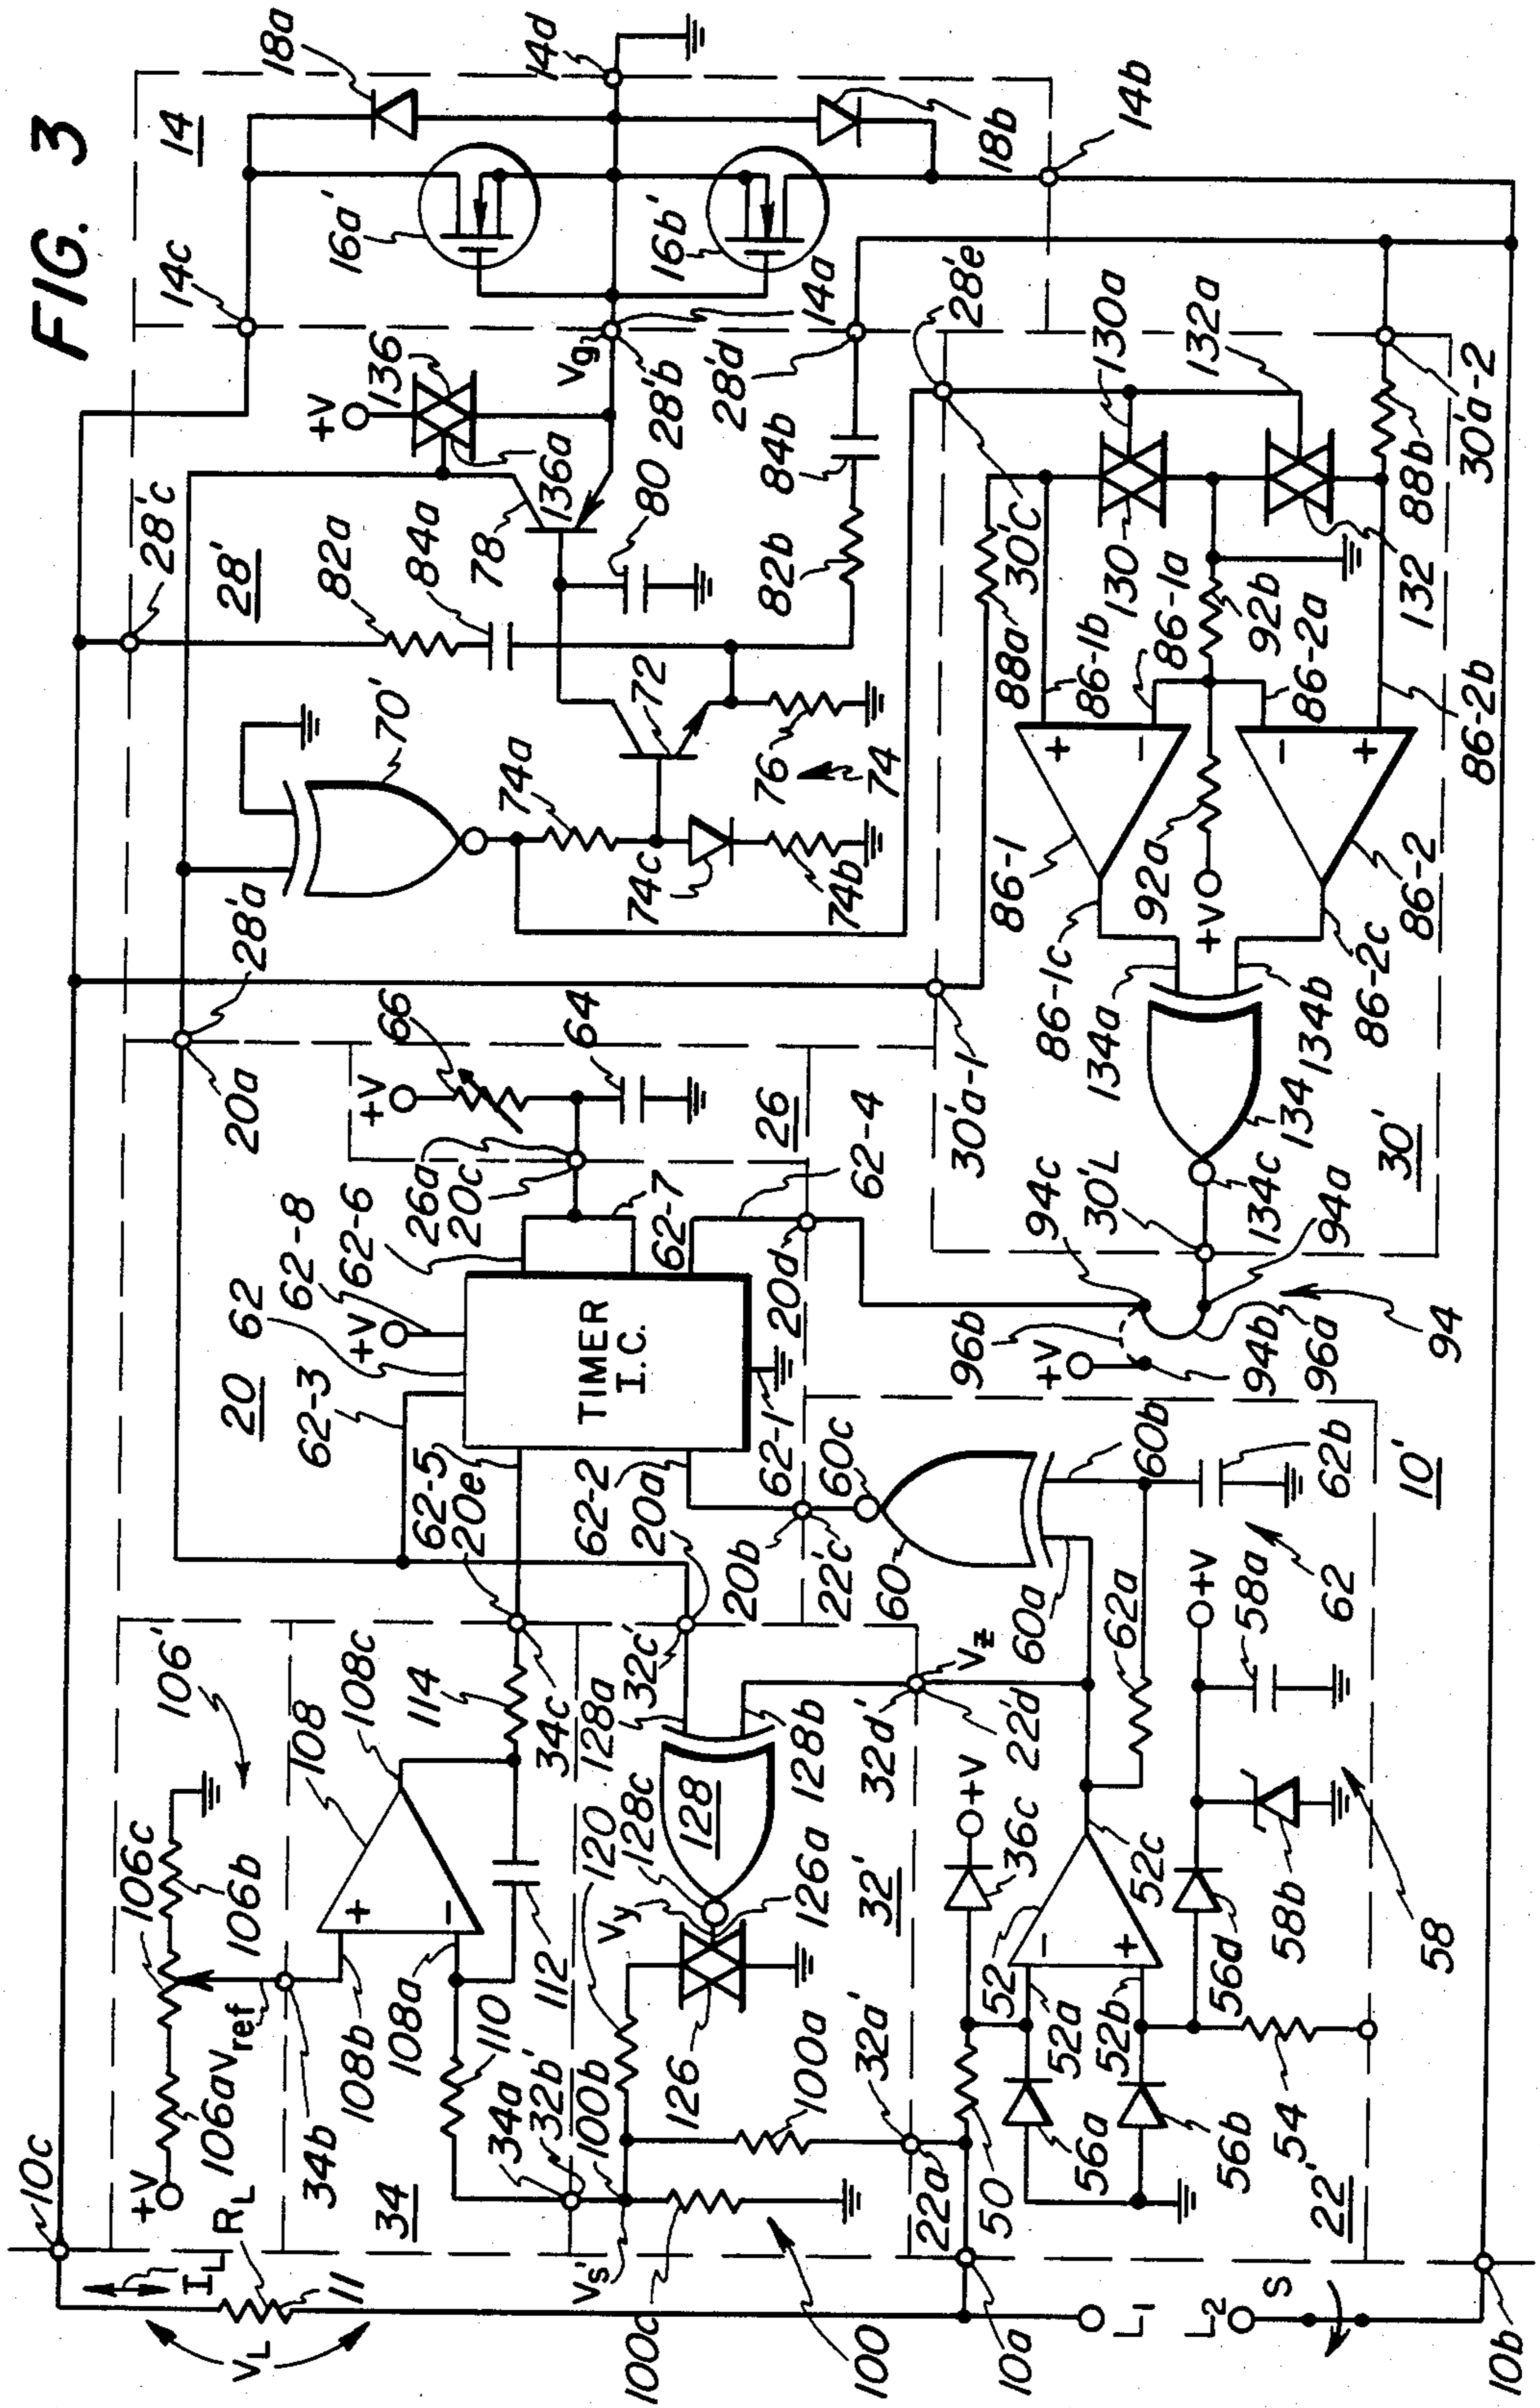 FIG. 3
10c
14c
14
18a
14d
16a'
16b'
18b
14b
14a
Vg
28'b
28'd
28'e
+V
136
136a
78
80
84b
82b
28'c
28'
82a
84a
72
76
74
74a
74c
74b
70'
28'a
20a
66
64
+V
26
26a
20c
62-4
62-7
62-6
62-8
62
+V
20
62-3
TIMER
I.C.
62-5
20e
62-2
20a
62-1
20d
20b
22'c
60c
60
60a
60b
62a
62b
62
10'
58a
+V
58b
58
56d
106'
106c
106b
106a
Vref
+V
108
108c
108b
108a
+
−
114
112
110
34c
34b
34a
34
32b'
100b
120
128a
32c'
128c
128b
128
126a
Vy
126
32'
32d'
22'd
Vz
100a
32a'
22a'
Vs'
100c
100
36c
+V
52
52a
52b
52c
−
+
50
56a
56b
54
22'
VL
IL
RL
11
10a
L1
L2
S
10b
30'a-1
30'c
88a
86-1b
86-1a
86-1
86-1c
+
−
130
130a
132a
132
92b
92a
+V
86-2a
86-2b
86-2
86-2c
−
+
88b
30'a-2
134a
134b
134
134c
30'
30'L
94c
94a
94b
94
96b
96a
+V